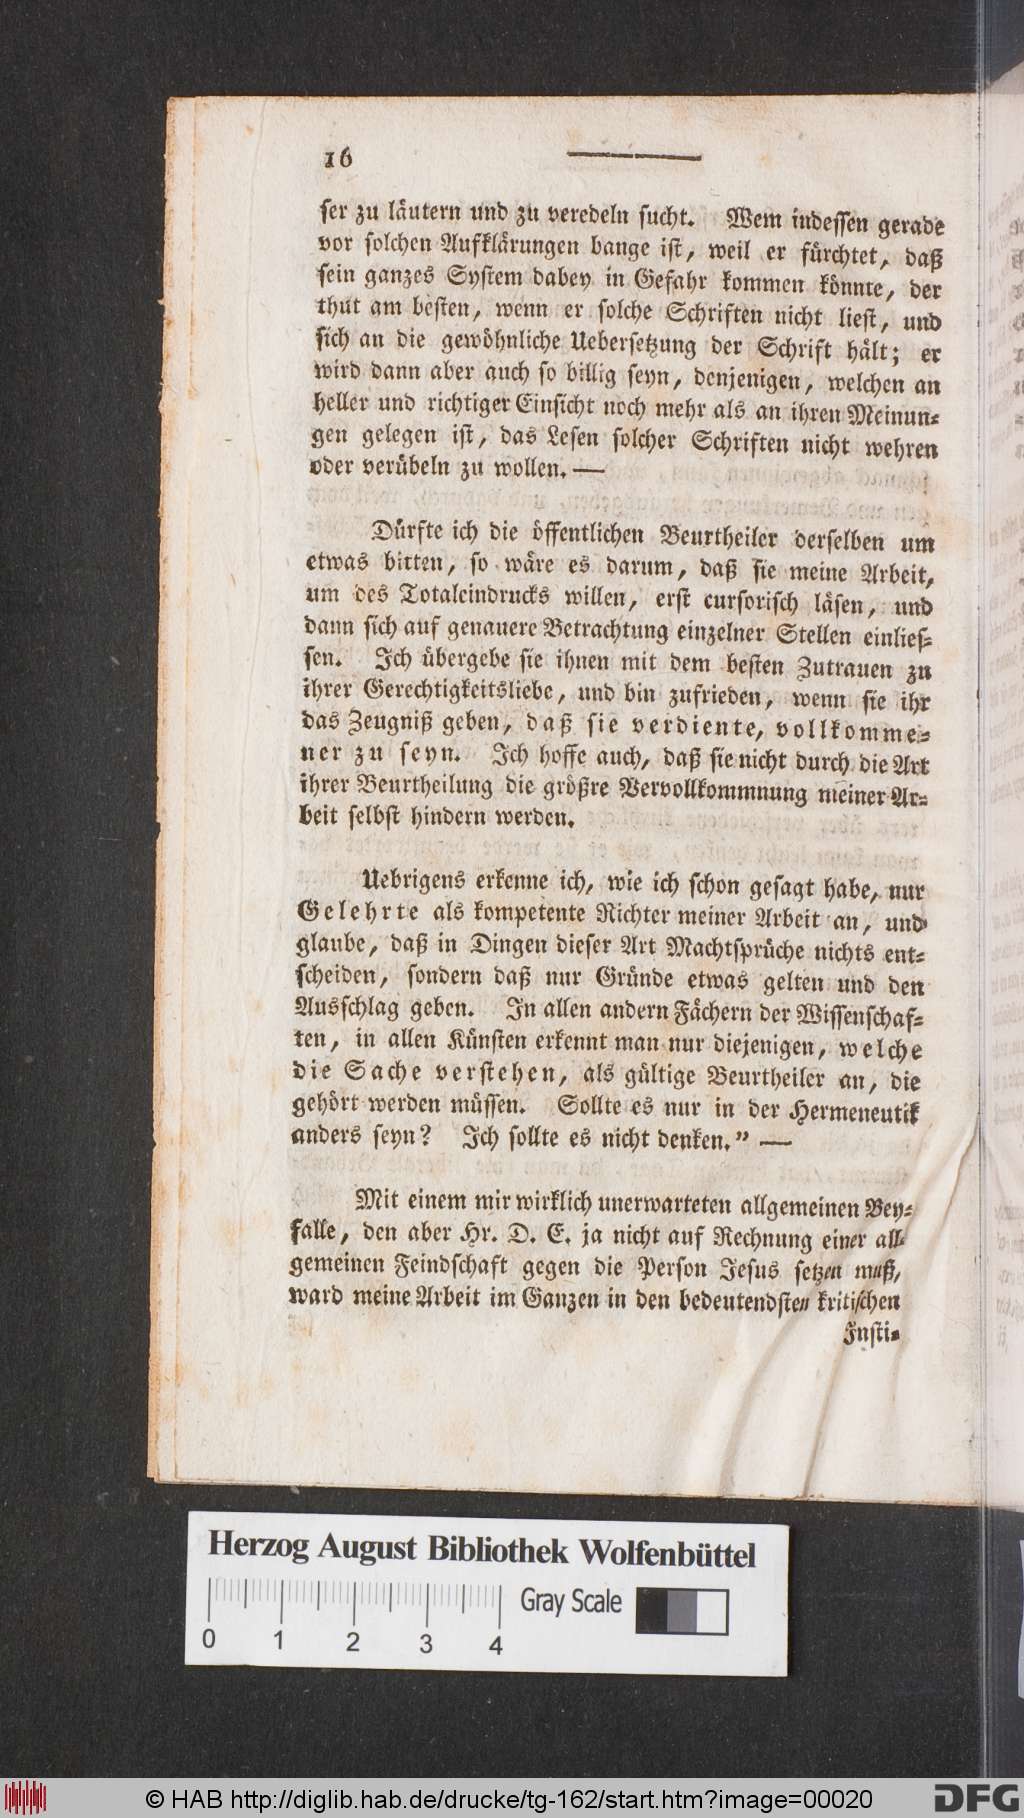 16
ser zu läutern und zu veredeln sucht. Wem indessen gerade
vor solchen Aufklärungen bange ist, weil er fürchtet, daß
sein ganzes System dabey in Gefahr kommen könnte, der
thut am besten, wenn er solche Schriften nicht liest, und
sich an die gewöhnliche Uebersetzung der Schrift hält; er
wird dann aber auch so billig seyn, denjenigen, welchen an
heller und richtiger Einsicht noch mehr als an ihren Meinun-
gen gelegen ist, das Lesen solcher Schriften nicht wehren
oder verübeln zu wollen. —
Dürfte ich die öffentlichen Beurtheiler derselben um
etwas bitten, so wäre es darum, daß sie meine Arbeit,
um des Totaleindrucks willen, erst cursorisch läsen, und
dann sich auf genauere Betrachtung einzelner Stellen einlies-
sen. Ich übergebe sie ihnen mit dem besten Zutrauen zu
ihrer Gerechtigkeitsliebe, und bin zufrieden, wenn sie ihr
das Zeugniß geben, daß sie verdiente, vollkomme-
ner zu seyn. Ich hoffe auch, daß sie nicht durch die Art
ihrer Beurtheilung die größre Vervollkommnung meiner Ar-
beit selbst hindern werden.
Uebrigens erkenne ich, wie ich schon gesagt habe, nur
Gelehrte als kompetente Richter meiner Arbeit an, und
glaube, daß in Dingen dieser Art Machtsprüche nichts ent-
scheiden, sondern daß nur Gründe etwas gelten und den
Ausschlag geben. In allen andern Fächern der Wissenschaf-
ten, in allen Künsten erkennt man nur diejenigen, welche
die Sache verstehen, als gültige Beurtheiler an, die
gehört werden müssen. Sollte es nur in der Hermeneutik
anders seyn? Ich sollte es nicht denken.” —
Mit einem mir wirklich unerwarteten allgemeinen Bey-
falle, den aber Hr. D. E. ja nicht auf Rechnung einer all-
gemeinen Feindschaft gegen die Person Jesus setzen muß,
ward meine Arbeit im Ganzen in den bedeutendsten kritischen
Insti-
Herzog August Bibliothek Wolfenbüttel
Gray Scale
0 1 2 3 4
© HAB http://diglib.hab.de/drucke/tg-162/start.htm?image=00020
DFG